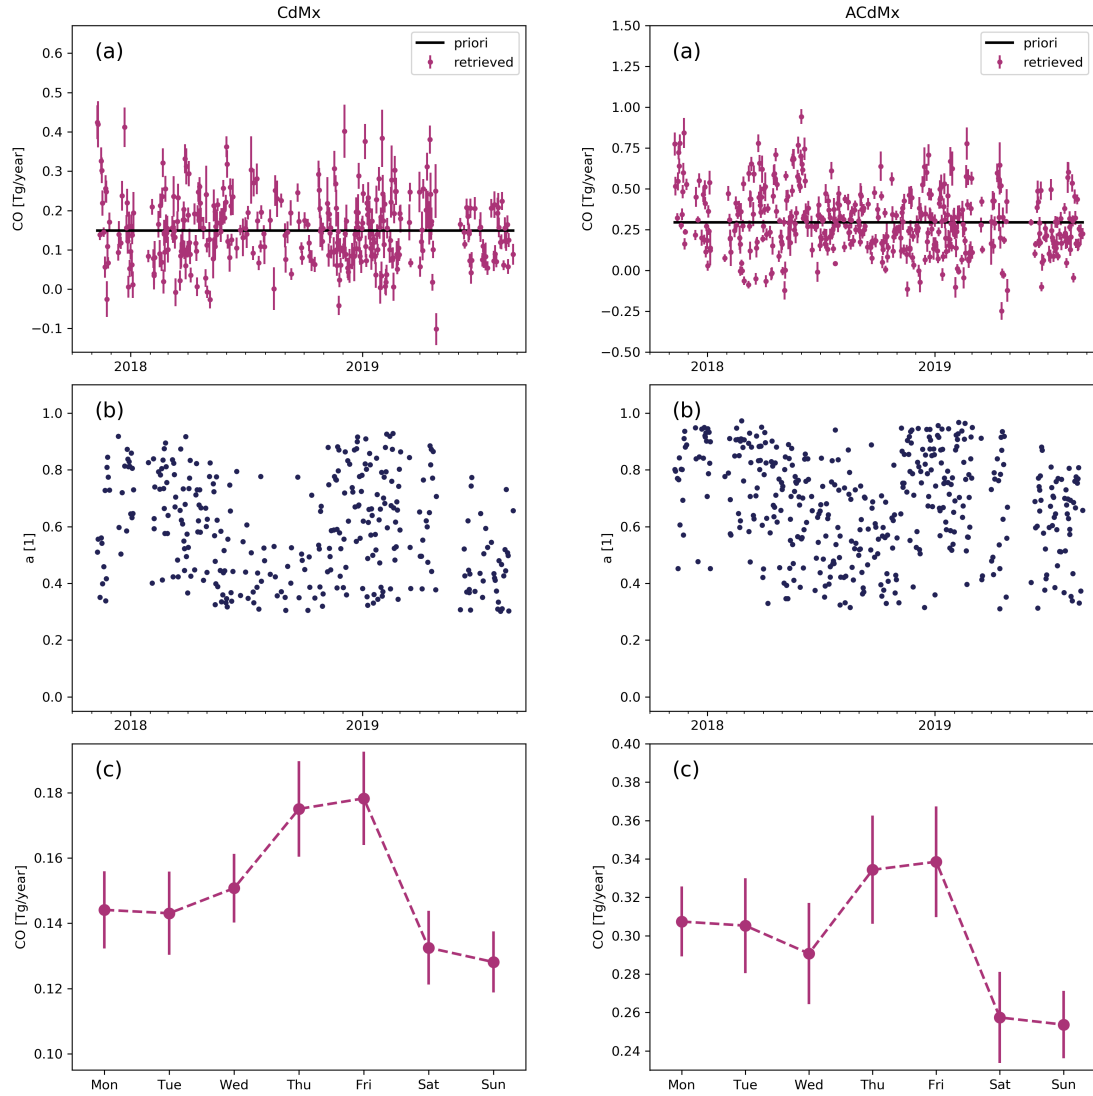 CdMx
(a)
priori
retrieved
CO [Tg/year]
0.6
0.5
0.4
0.3
0.2
0.1
0.0
−0.1
2018
2019
ACdMx
(a)
priori
retrieved
CO [Tg/year]
1.50
1.25
1.00
0.75
0.50
0.25
0.00
−0.25
−0.50
2018
2019
(b)
a [1]
1.0
0.8
0.6
0.4
0.2
0.0
2018
2019
(b)
a [1]
1.0
0.8
0.6
0.4
0.2
0.0
2018
2019
(c)
CO [Tg/year]
0.18
0.16
0.14
0.12
0.10
Mon Tue Wed Thu Fri Sat Sun
(c)
CO [Tg/year]
0.40
0.38
0.36
0.34
0.32
0.30
0.28
0.26
0.24
Mon Tue Wed Thu Fri Sat Sun